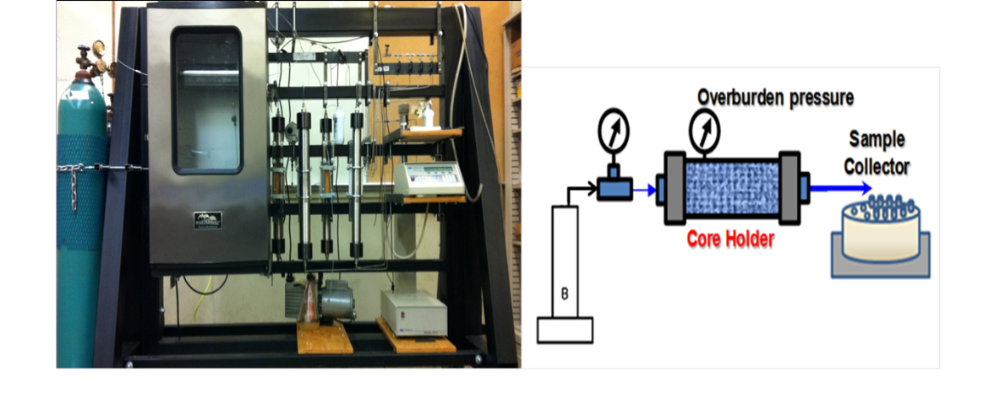 Overburden pressure
Sample
Collector
Core Holder
B